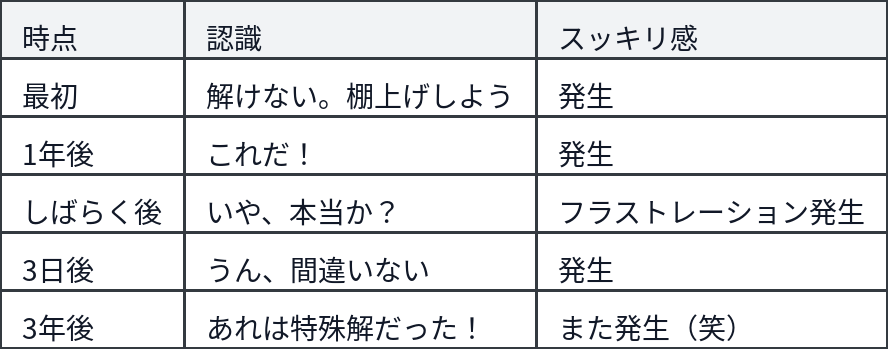 時点 認識 スッキリ感
最初 解けない。棚上げしよう 発生
1年後 これだ！ 発生
しばらく後 いや、本当か？ フラストレーション発生
3日後 うん、間違いない 発生
3年後 あれは特殊解だった！ また発生（笑）